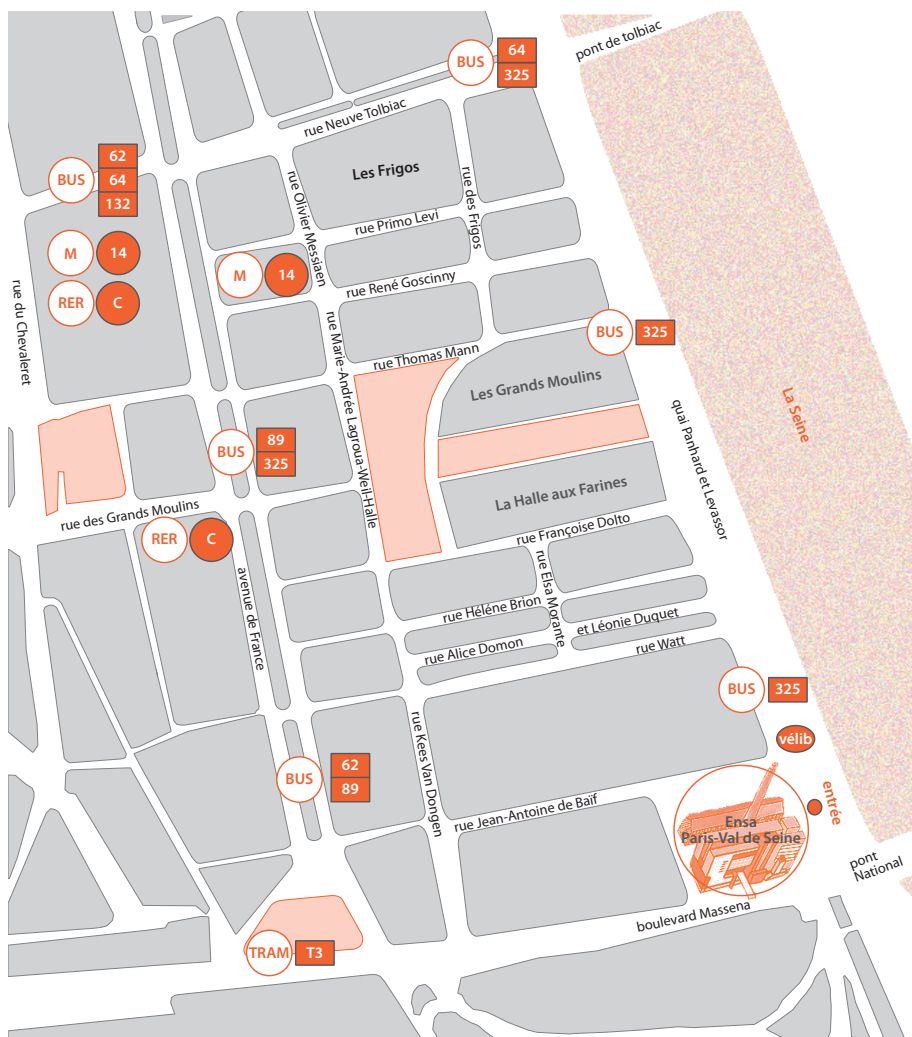 pont de tolbiac
BUS
64
325
rue Neuve Tolbiac
62
BUS
64
132
Les Frigos
rue des Frigos
rue Olivier Messiaen
rue Primo Levi
M
14
M
14
RER
C
rue René Goscinny
rue du Chevaleret
BUS
325
rue Marie-Andrée Lagroua-Weil-Halle
rue Thomas Mann
Les Grands Moulins
La Seine
quai Panhard et Levassor
89
BUS
325
La Halle aux Farines
rue des Grands Moulins
RER
C
rue Françoise Dolto
rue Elsa Morante
avenue de France
rue Hélène Brion
et Léonie Duquet
rue Alice Domon
rue Watt
BUS
325
rue Kees Van Dongen
vélib
62
BUS
89
entrée
rue Jean-Antoine de Baïf
Ensa
Paris-Val de Seine
pont
National
boulevard Massena
TRAM
T3